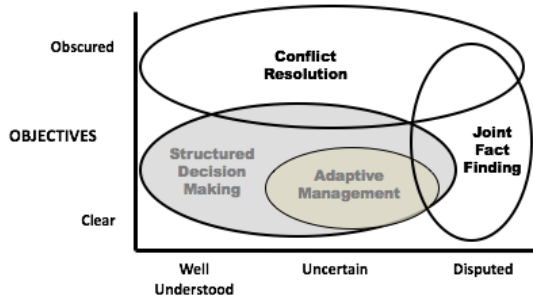 Obscured
Conflict
Resolution
OBJECTIVES
Structured
Decision
Making
Adaptive
Management
Joint
Fact
Finding
Clear
Well
Understood
Uncertain
Disputed